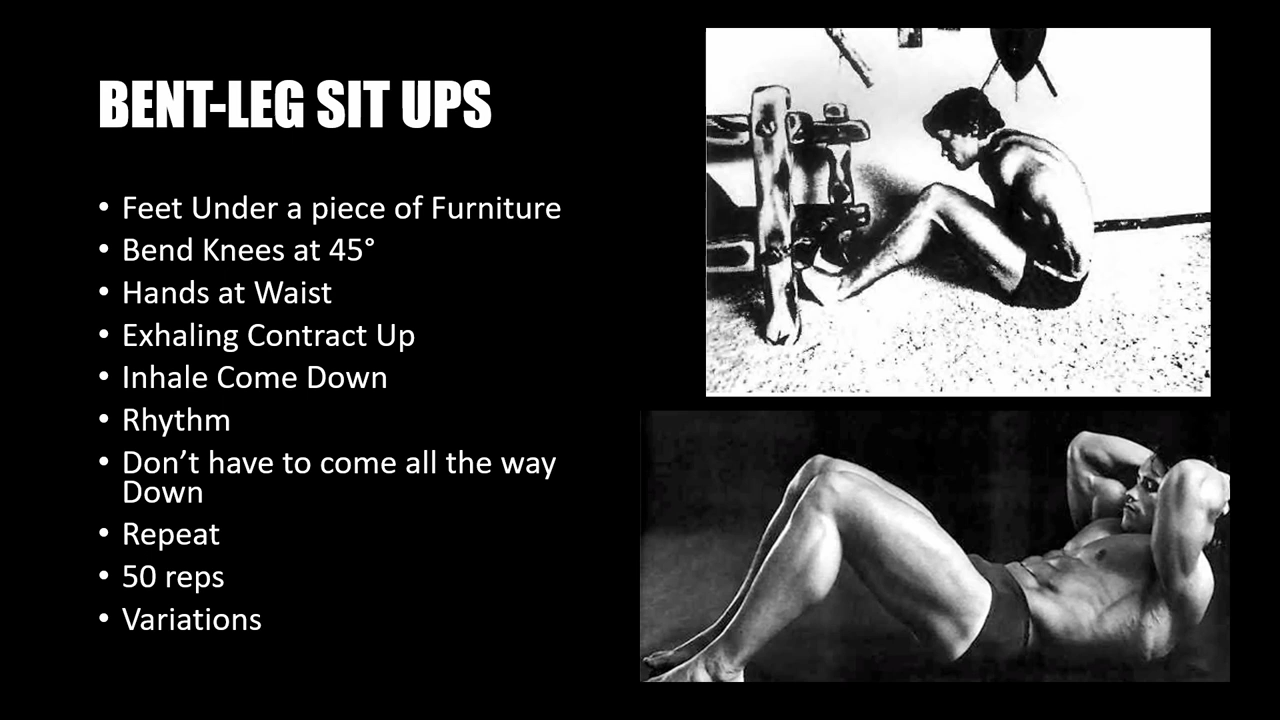 BENT-LEG SIT UPS
• Feet Under a piece of Furniture
• Bend Knees at 45°
• Hands at Waist
• Exhaling Contract Up
• Inhale Come Down
• Rhythm
• Don’t have to come all the way
Down
• Repeat
• 50 reps
• Variations